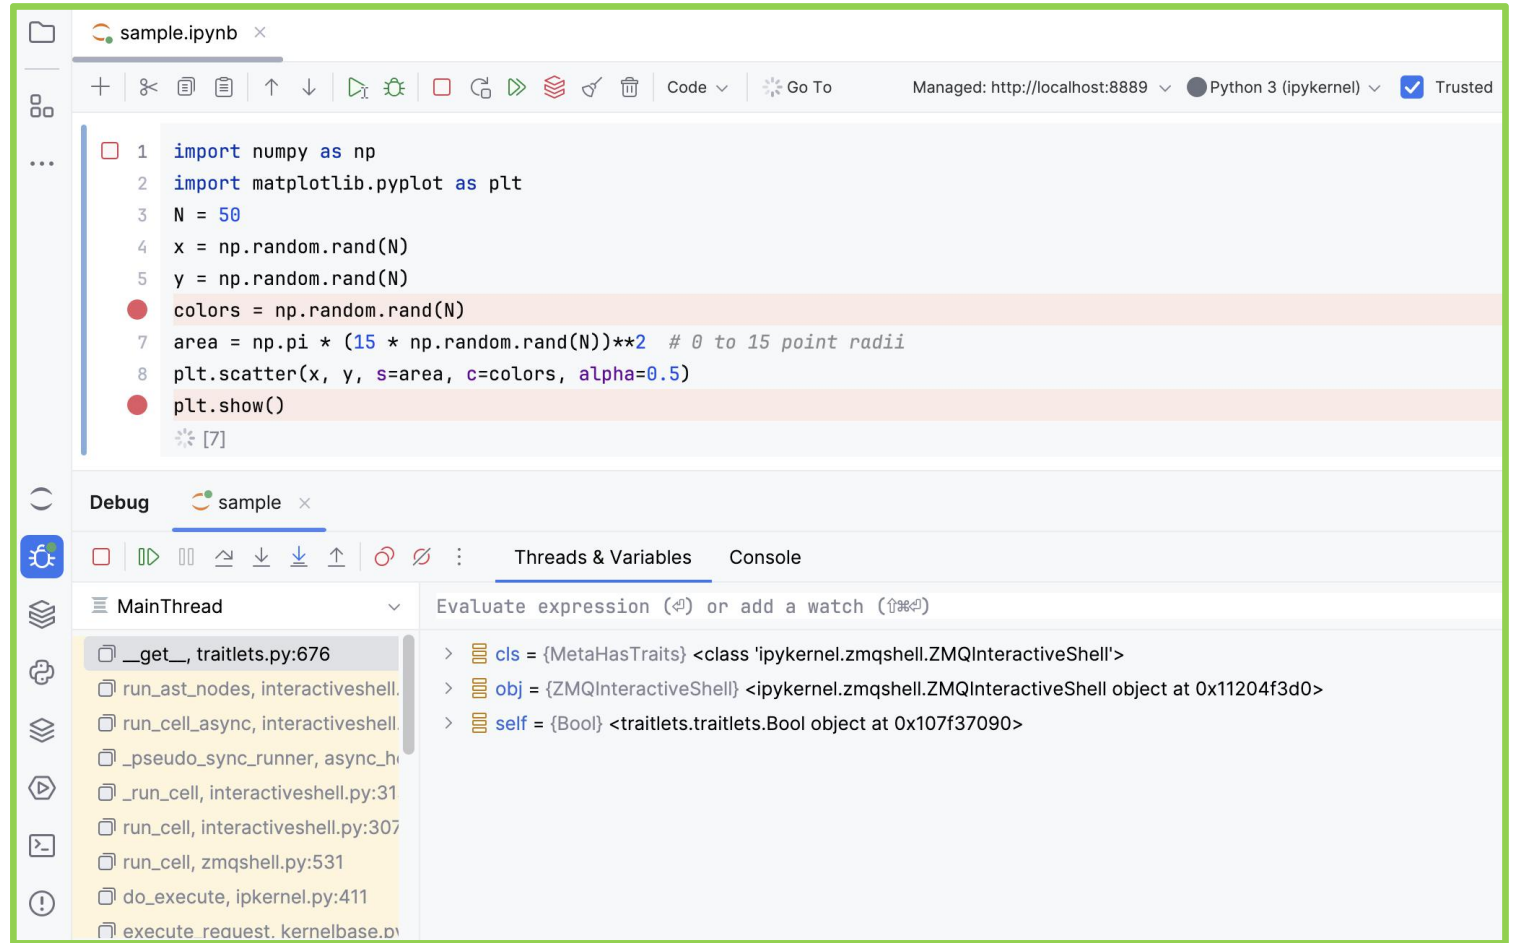 sample.ipynb
Code
Go To
Managed: http://localhost:8889
Python 3 (ipykernel)
Trusted
1 import numpy as np
2 import matplotlib.pyplot as plt
3 N = 50
4 x = np.random.rand(N)
5 y = np.random.rand(N)
colors = np.random.rand(N)
7 area = np.pi * (15 * np.random.rand(N))**2  # 0 to 15 point radii
8 plt.scatter(x, y, s=area, c=colors, alpha=0.5)
plt.show()
[7]
Debug
sample
Threads & Variables
Console
MainThread
Evaluate expression (⏎) or add a watch (⇧⌘⏎)
__get__, traitlets.py:676
run_ast_nodes, interactiveshell.
run_cell_async, interactiveshell.
_pseudo_sync_runner, async_h
_run_cell, interactiveshell.py:31
run_cell, interactiveshell.py:307
run_cell, zmqshell.py:531
do_execute, ipkernel.py:411
execute_request, kernelbase.py
cls = {MetaHasTraits} <class 'ipykernel.zmqshell.ZMQInteractiveShell'>
obj = {ZMQInteractiveShell} <ipykernel.zmqshell.ZMQInteractiveShell object at 0x11204f3d0>
self = {Bool} <traitlets.traitlets.Bool object at 0x107f37090>